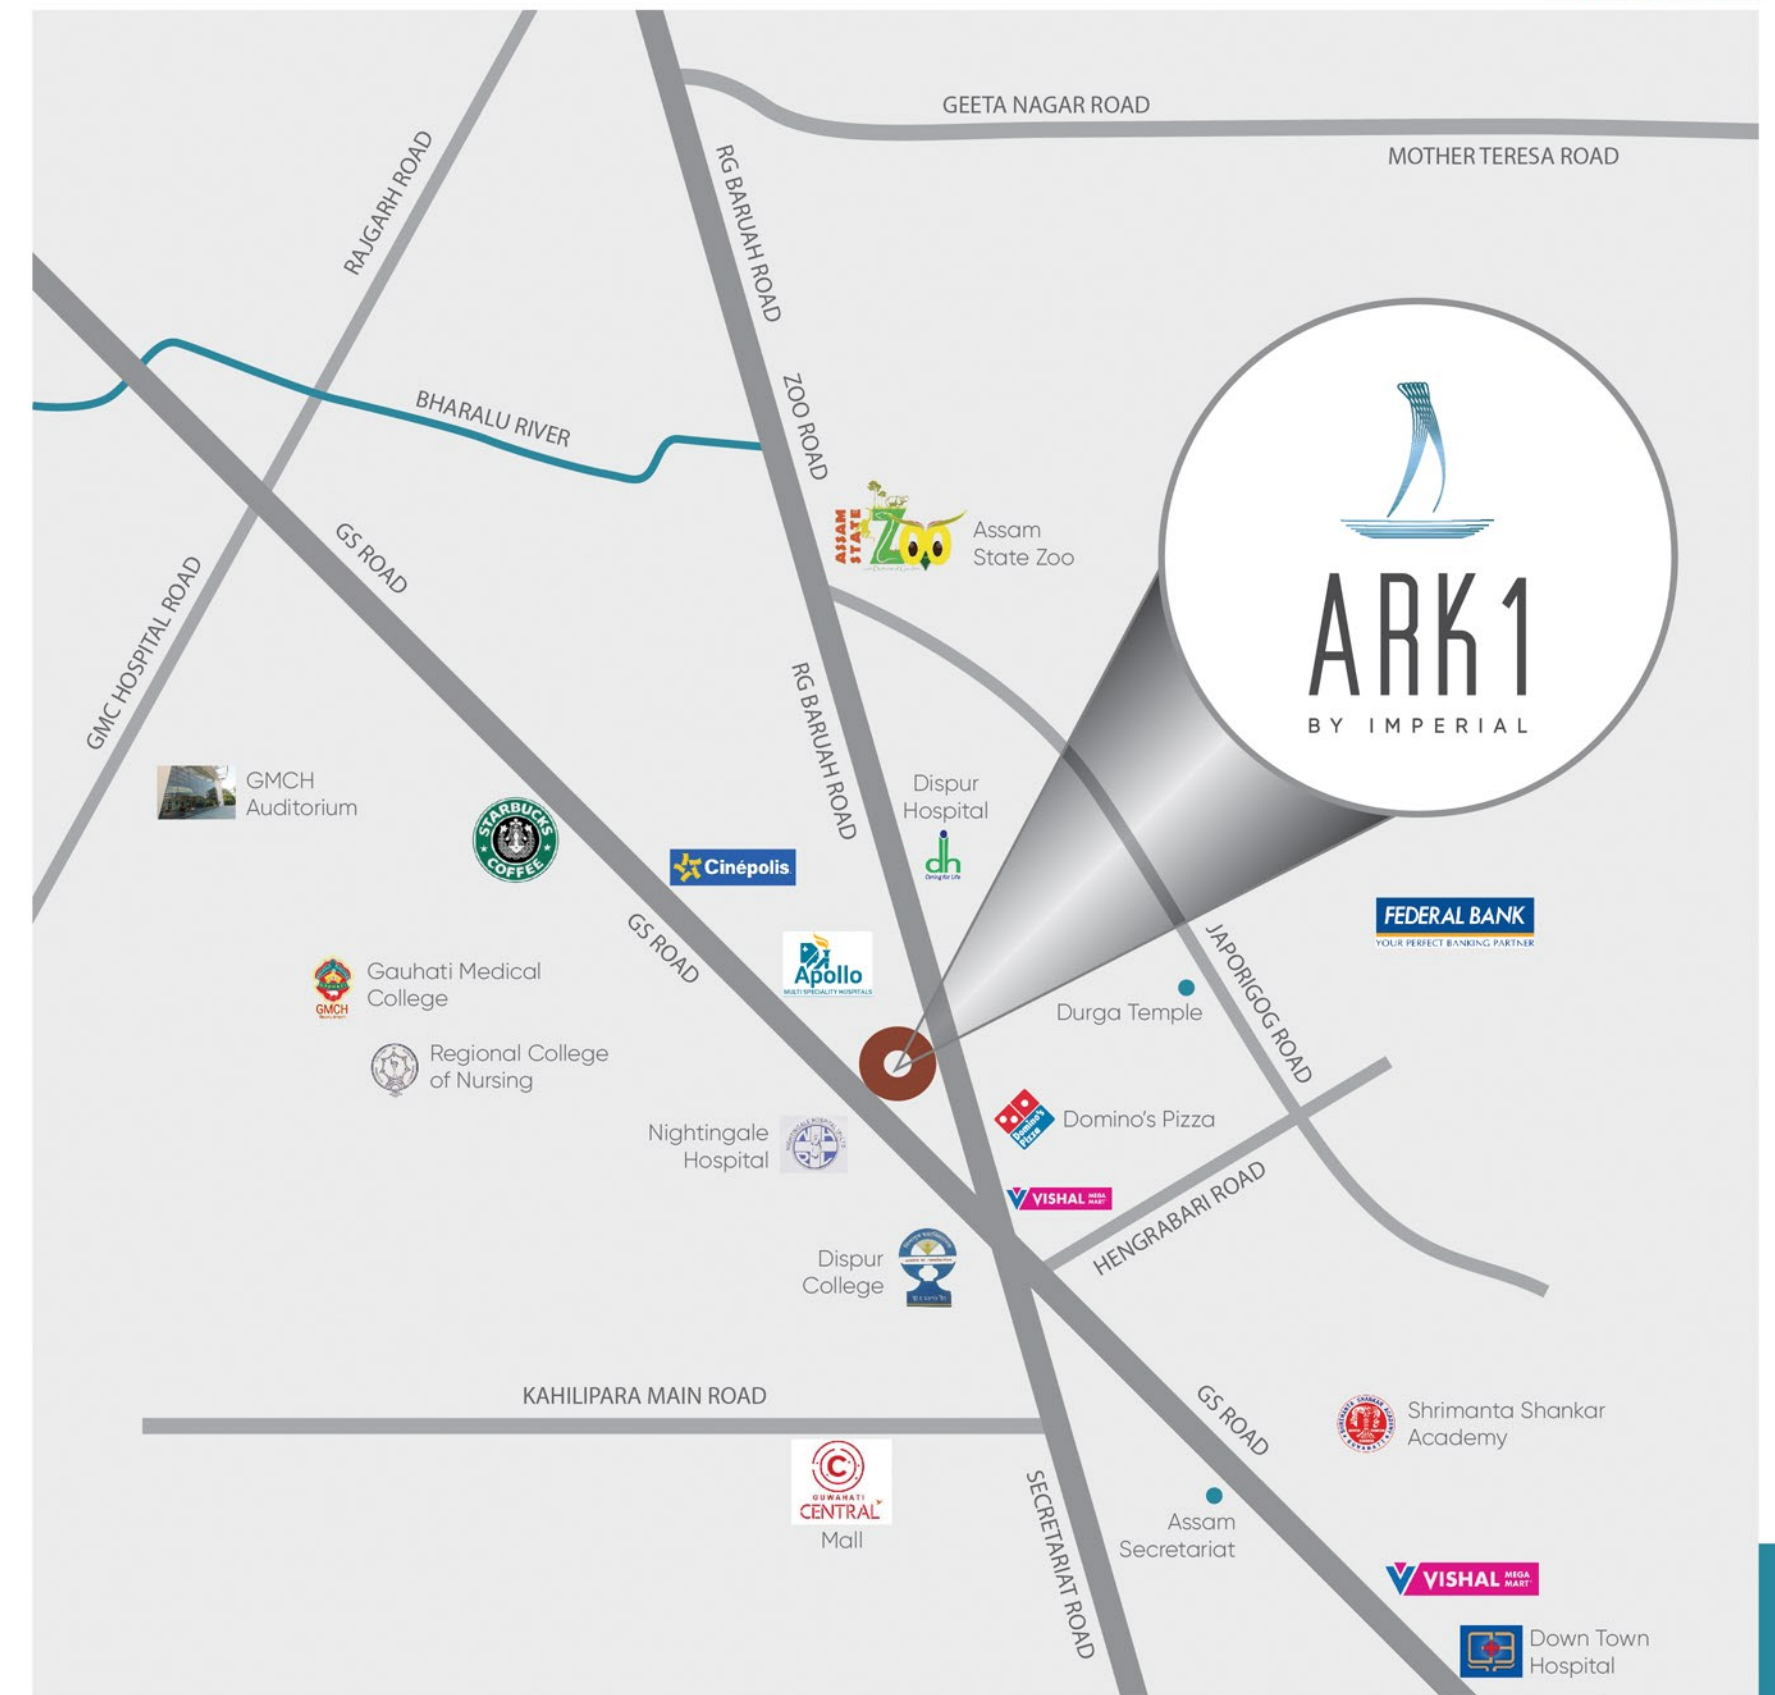 GEETA NAGAR ROAD
MOTHER TERESA ROAD
RAJGARH ROAD
RG BARUAH ROAD
ZOO ROAD
BHARALU RIVER
ASSAM
STATE
ZOO
Assam
State Zoo
GS ROAD
GMC HOSPITAL ROAD
ARK1
BY IMPERIAL
RG BARUAH ROAD
GMCH
Auditorium
STARBUCKS
COFFEE
Cinépolis
Dispur
Hospital
dh
FEDERAL BANK
YOUR PERFECT BANKING PARTNER
GS ROAD
Apollo
MULTI SPECIALITY HOSPITALS
JAPORIGOG ROAD
Gauhati Medical
College
GMCH
Durga Temple
Regional College
of Nursing
Domino's
Pizza
Domino's Pizza
Nightingale
Hospital
VISHAL MEGA
MART
HENGRABARI ROAD
Dispur
College
KAHILIPARA MAIN ROAD
GS ROAD
Shrimanta Shankar
Academy
C
GUWAHATI
CENTRAL
Mall
SECRETARIAT ROAD
Assam
Secretariat
VISHAL MEGA
MART
Down Town
Hospital